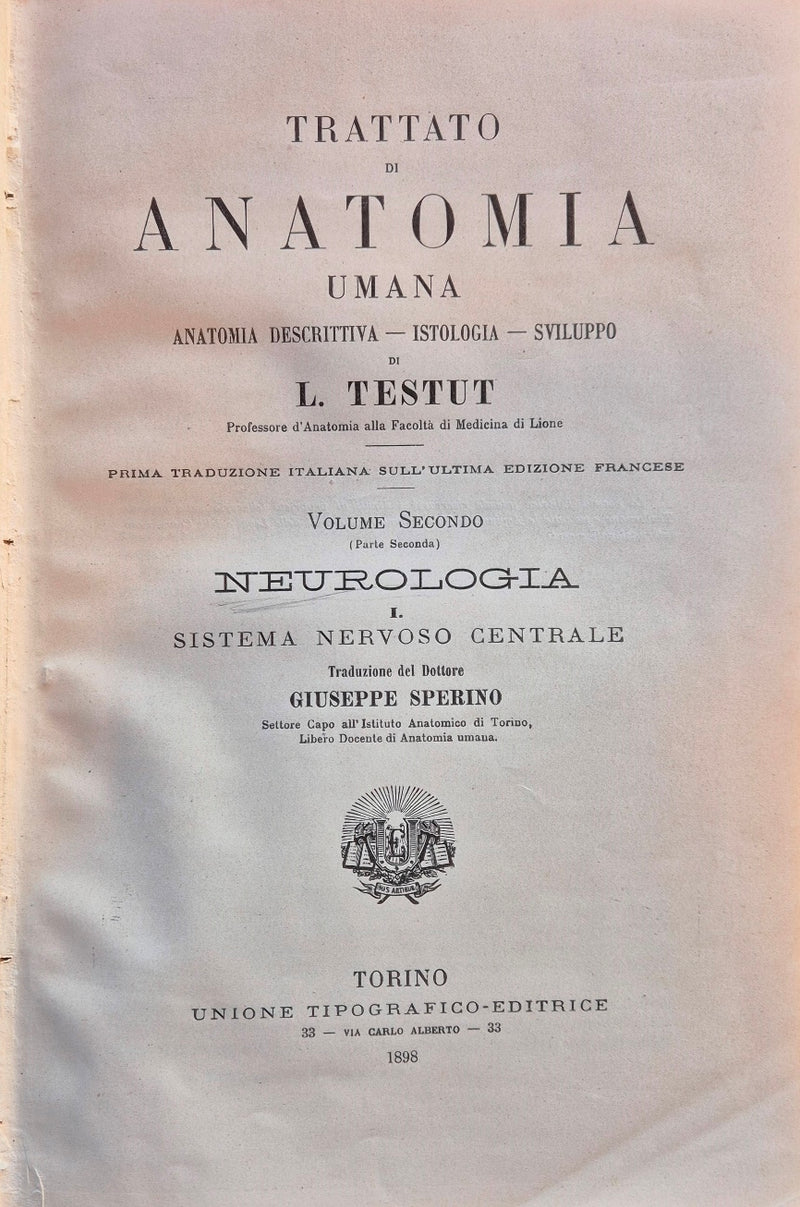 TRATTATO
DI
ANATOMIA
UMANA
ANATOMIA DESCRITTIVA — ISTOLOGIA — SVILUPPO
DI
L. TESTUT
Professore d'Anatomia alla Facoltà di Medicina di Lione
PRIMA TRADUZIONE ITALIANA SULL'ULTIMA EDIZIONE FRANCESE
VOLUME SECONDO
(Parte Seconda)
NEUROLOGIA
I.
SISTEMA NERVOSO CENTRALE
Traduzione del Dottore
GIUSEPPE SPERINO
Settore Capo all'Istituto Anatomico di Torino,
Libero Docente di Anatomia umana.
UTE
TORINO
UNIONE TIPOGRAFICO-EDITRICE
33 — VIA CARLO ALBERTO — 33
1898